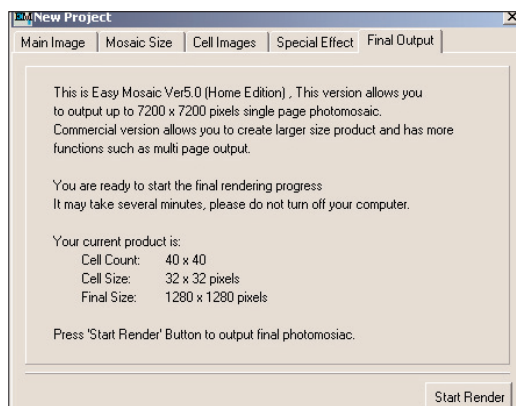 New Project
Main Image Mosaic Size Cell Images Special Effect Final Output
This is Easy Mosaic Ver5.0 (Home Edition) , This version allows you
to output up to 7200 x 7200 pixels single page photomosaic.
Commercial version allows you to create larger size product and has more
functions such as multi page output.
You are ready to start the final rendering progress
It may take several minutes, please do not turn off your computer.
Your current product is:
Cell Count: 40 x 40
Cell Size: 32 x 32 pixels
Final Size: 1280 x 1280 pixels
Press 'Start Render' Button to output final photomosiac.
Start Render